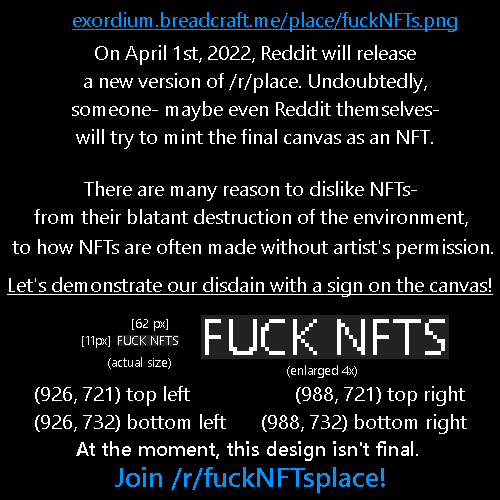 exordium.breadcraft.me/place/fuckNFTs.png
On April 1st, 2022, Reddit will release
a new version of /r/place. Undoubtedly,
someone- maybe even Reddit themselves-
will try to mint the final canvas as an NFT.
There are many reason to dislike NFTs-
from their blatant destruction of the environment,
to how NFTs are often made without artist's permission.
Let's demonstrate our disdain with a sign on the canvas!
[62 px]
[11px] FUCK NFTS
(actual size)
FUCK NFTS
(enlarged 4x)
(926, 721) top left
(988, 721) top right
(926, 732) bottom left
(988, 732) bottom right
At the moment, this design isn't final.
Join /r/fuckNFTsplace!